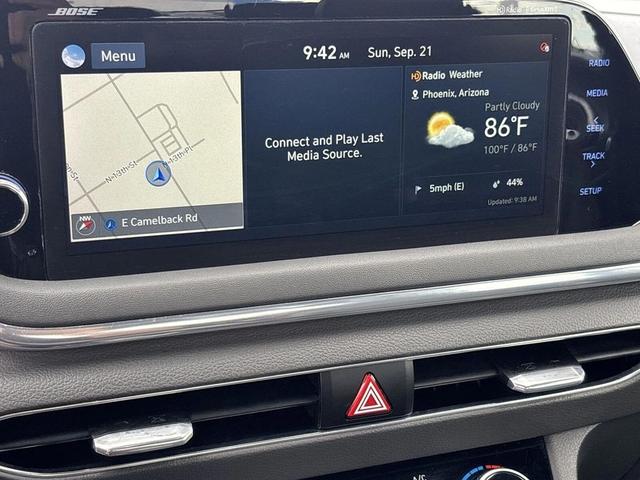 BOSE
Menu
9:42 AM
Sun, Sep. 21
HD Radio Weather
Phoenix, Arizona
Partly Cloudy
86°F
100°F / 86°F
5mph (E)
44%
Updated: 9:38 AM
Connect and Play Last
Media Source.
N 13th St
N 13th Pl
NW
E Camelback Rd
RADIO
MEDIA
SEEK
TRACK
SETUP